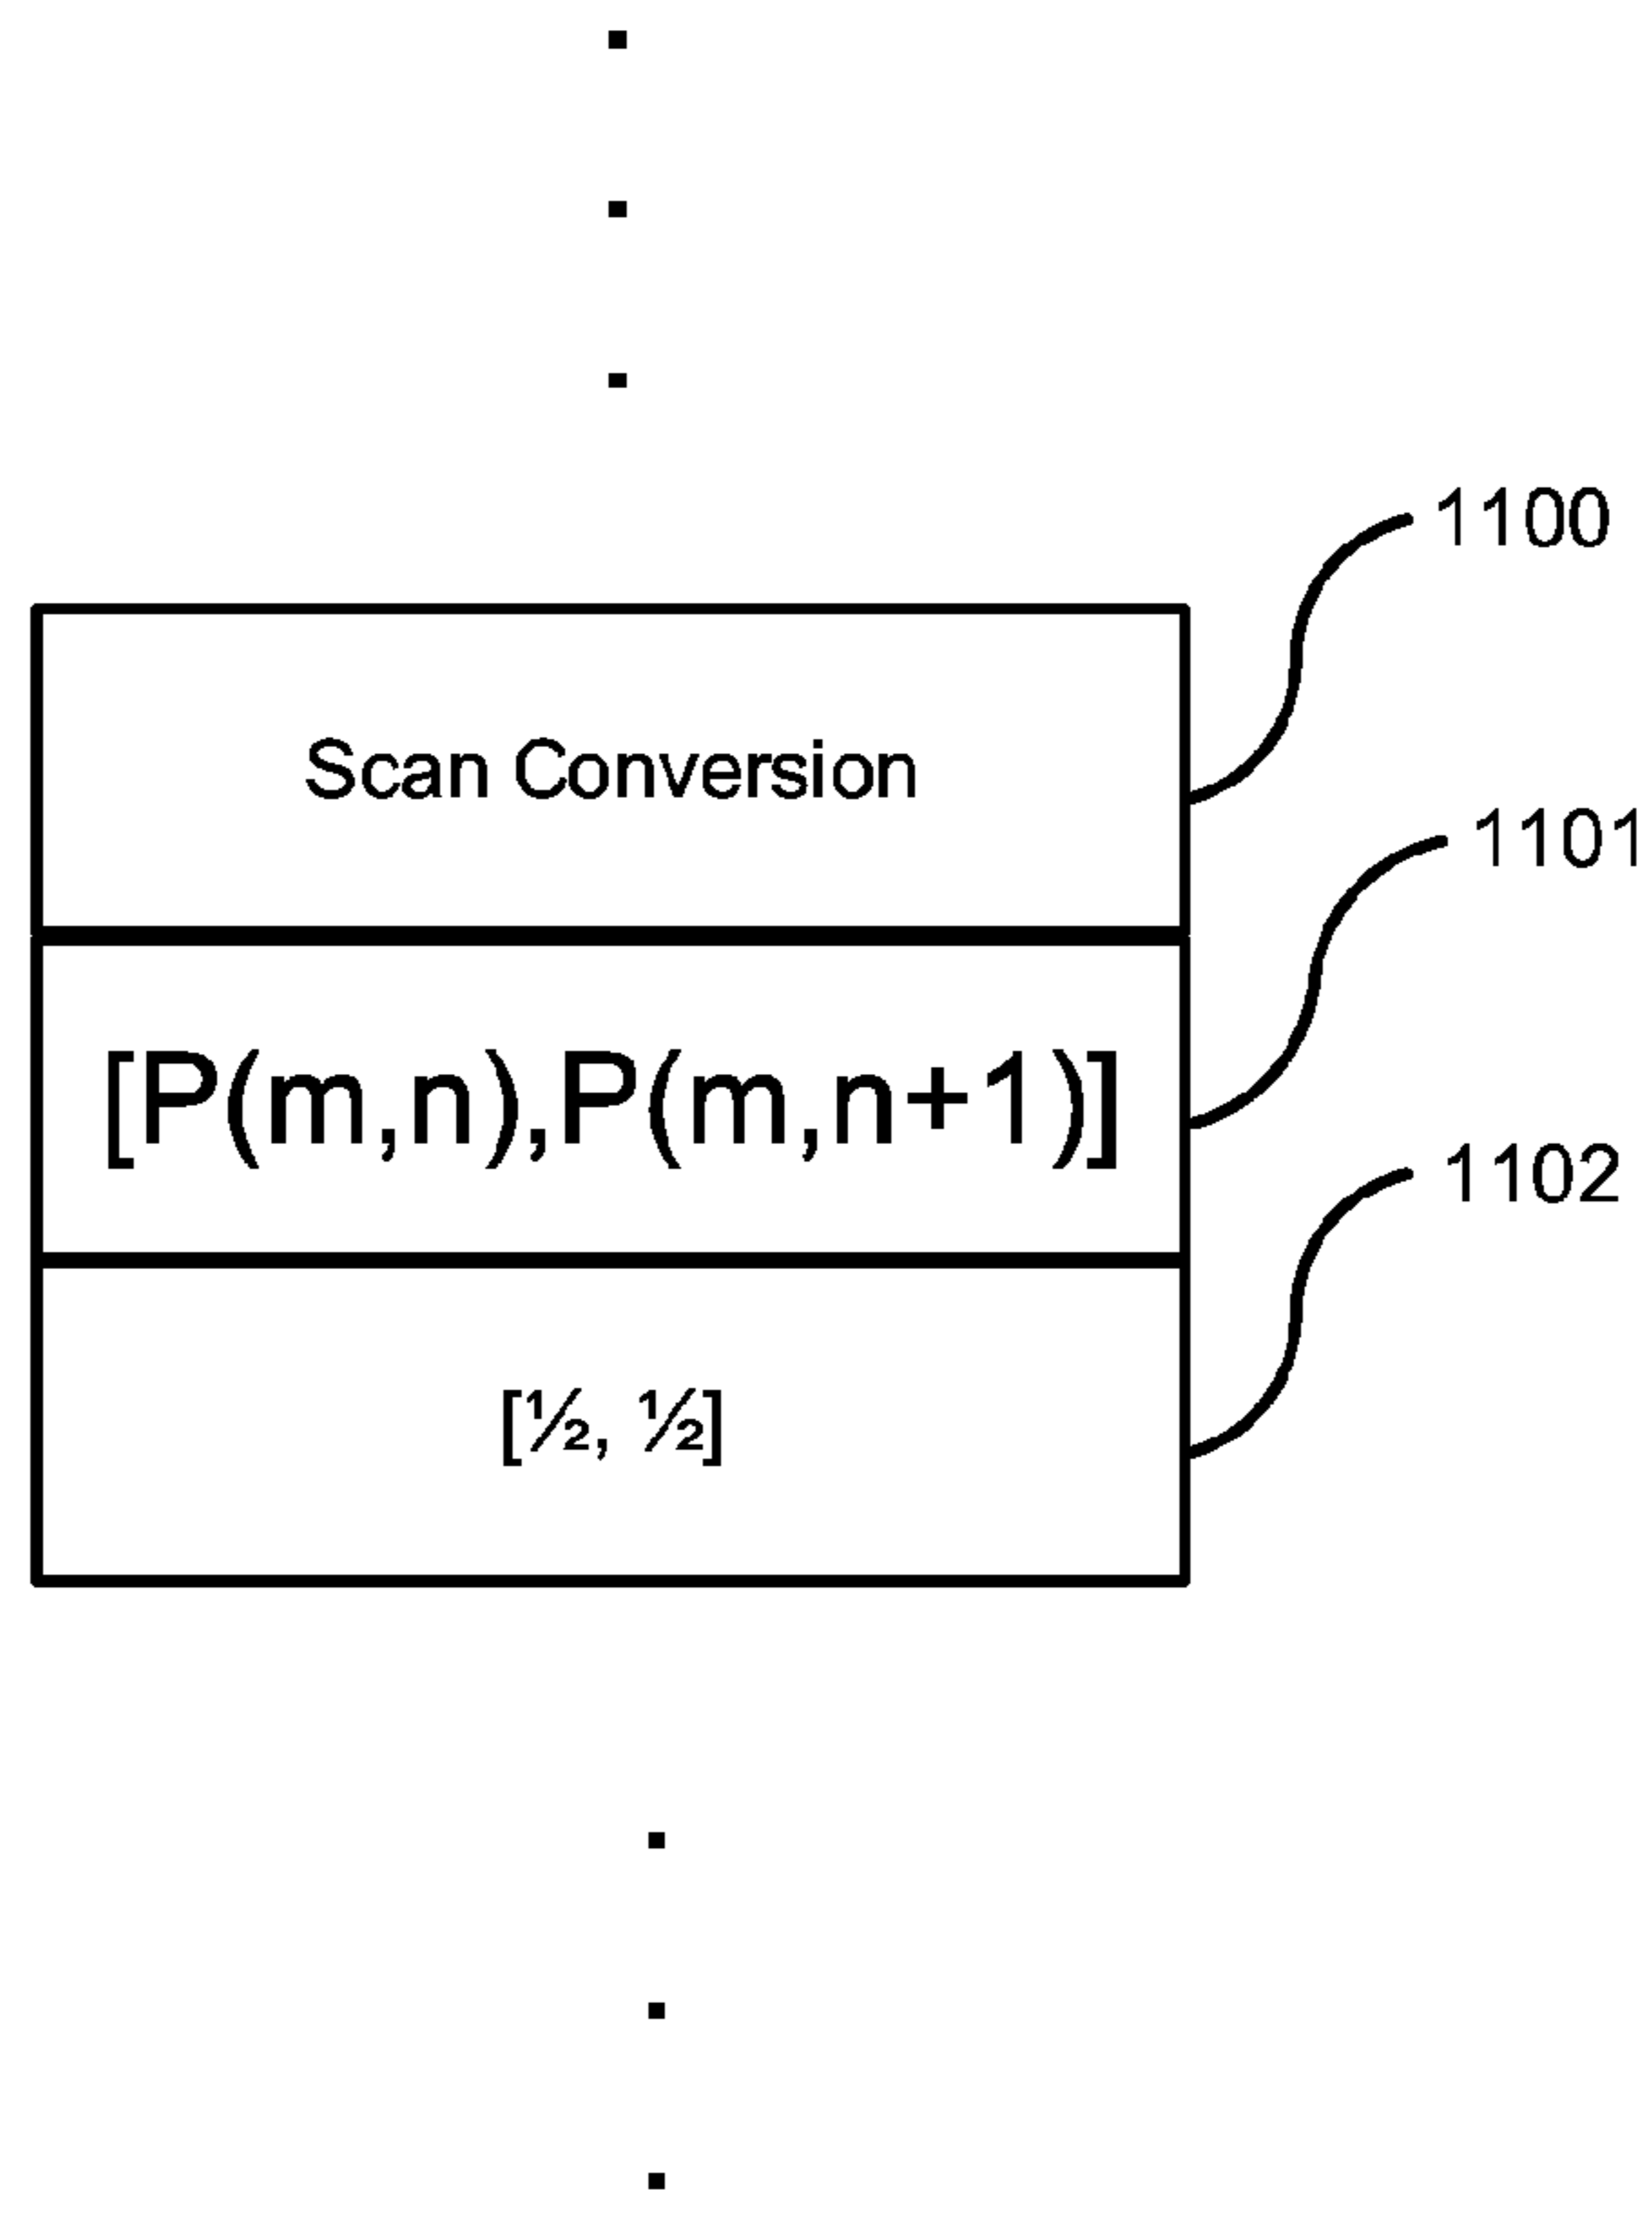 1100
Scan Conversion
1101
[P(m,n),P(m,n+1)]
1102
[½, ½]